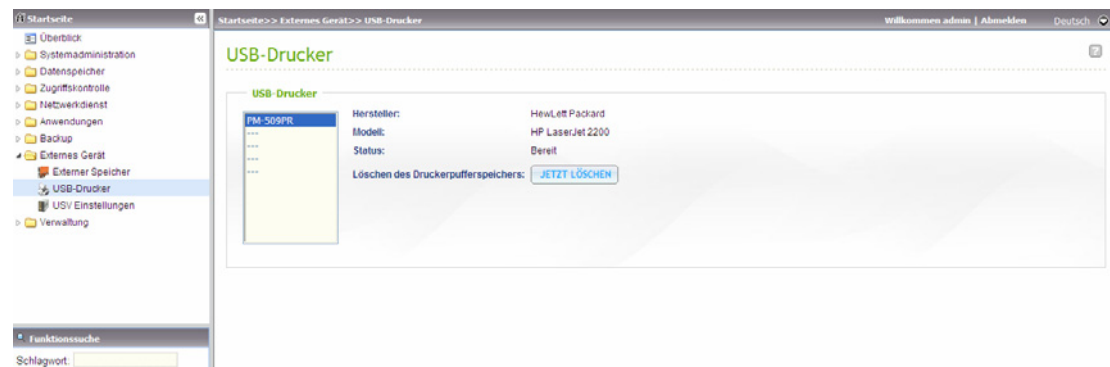 Startseite
Startseite>> Externes Gerät>> USB-Drucker
Willkommen admin | Abmelden
Deutsch
Überblick
Systemadministration
Datenspeicher
Zugriffskontrolle
Netzwerkdienst
Anwendungen
Backup
Externes Gerät
Externer Speicher
USB-Drucker
USV Einstellungen
Verwaltung
Funktionssuche
Schlagwort:
USB-Drucker
USB-Drucker
PM-509PR
---
---
---
---
Hersteller: HewLett Packard
Modell: HP LaserJet 2200
Status: Bereit
Löschen des Druckerpufferspeichers: JETZT LÖSCHEN